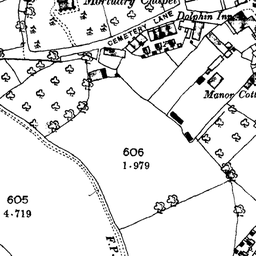 Mortuary Chapel
Dolphin Inn
CEMETERY LANE
Manor Cott
606
1.979
605
4.719
F.P.